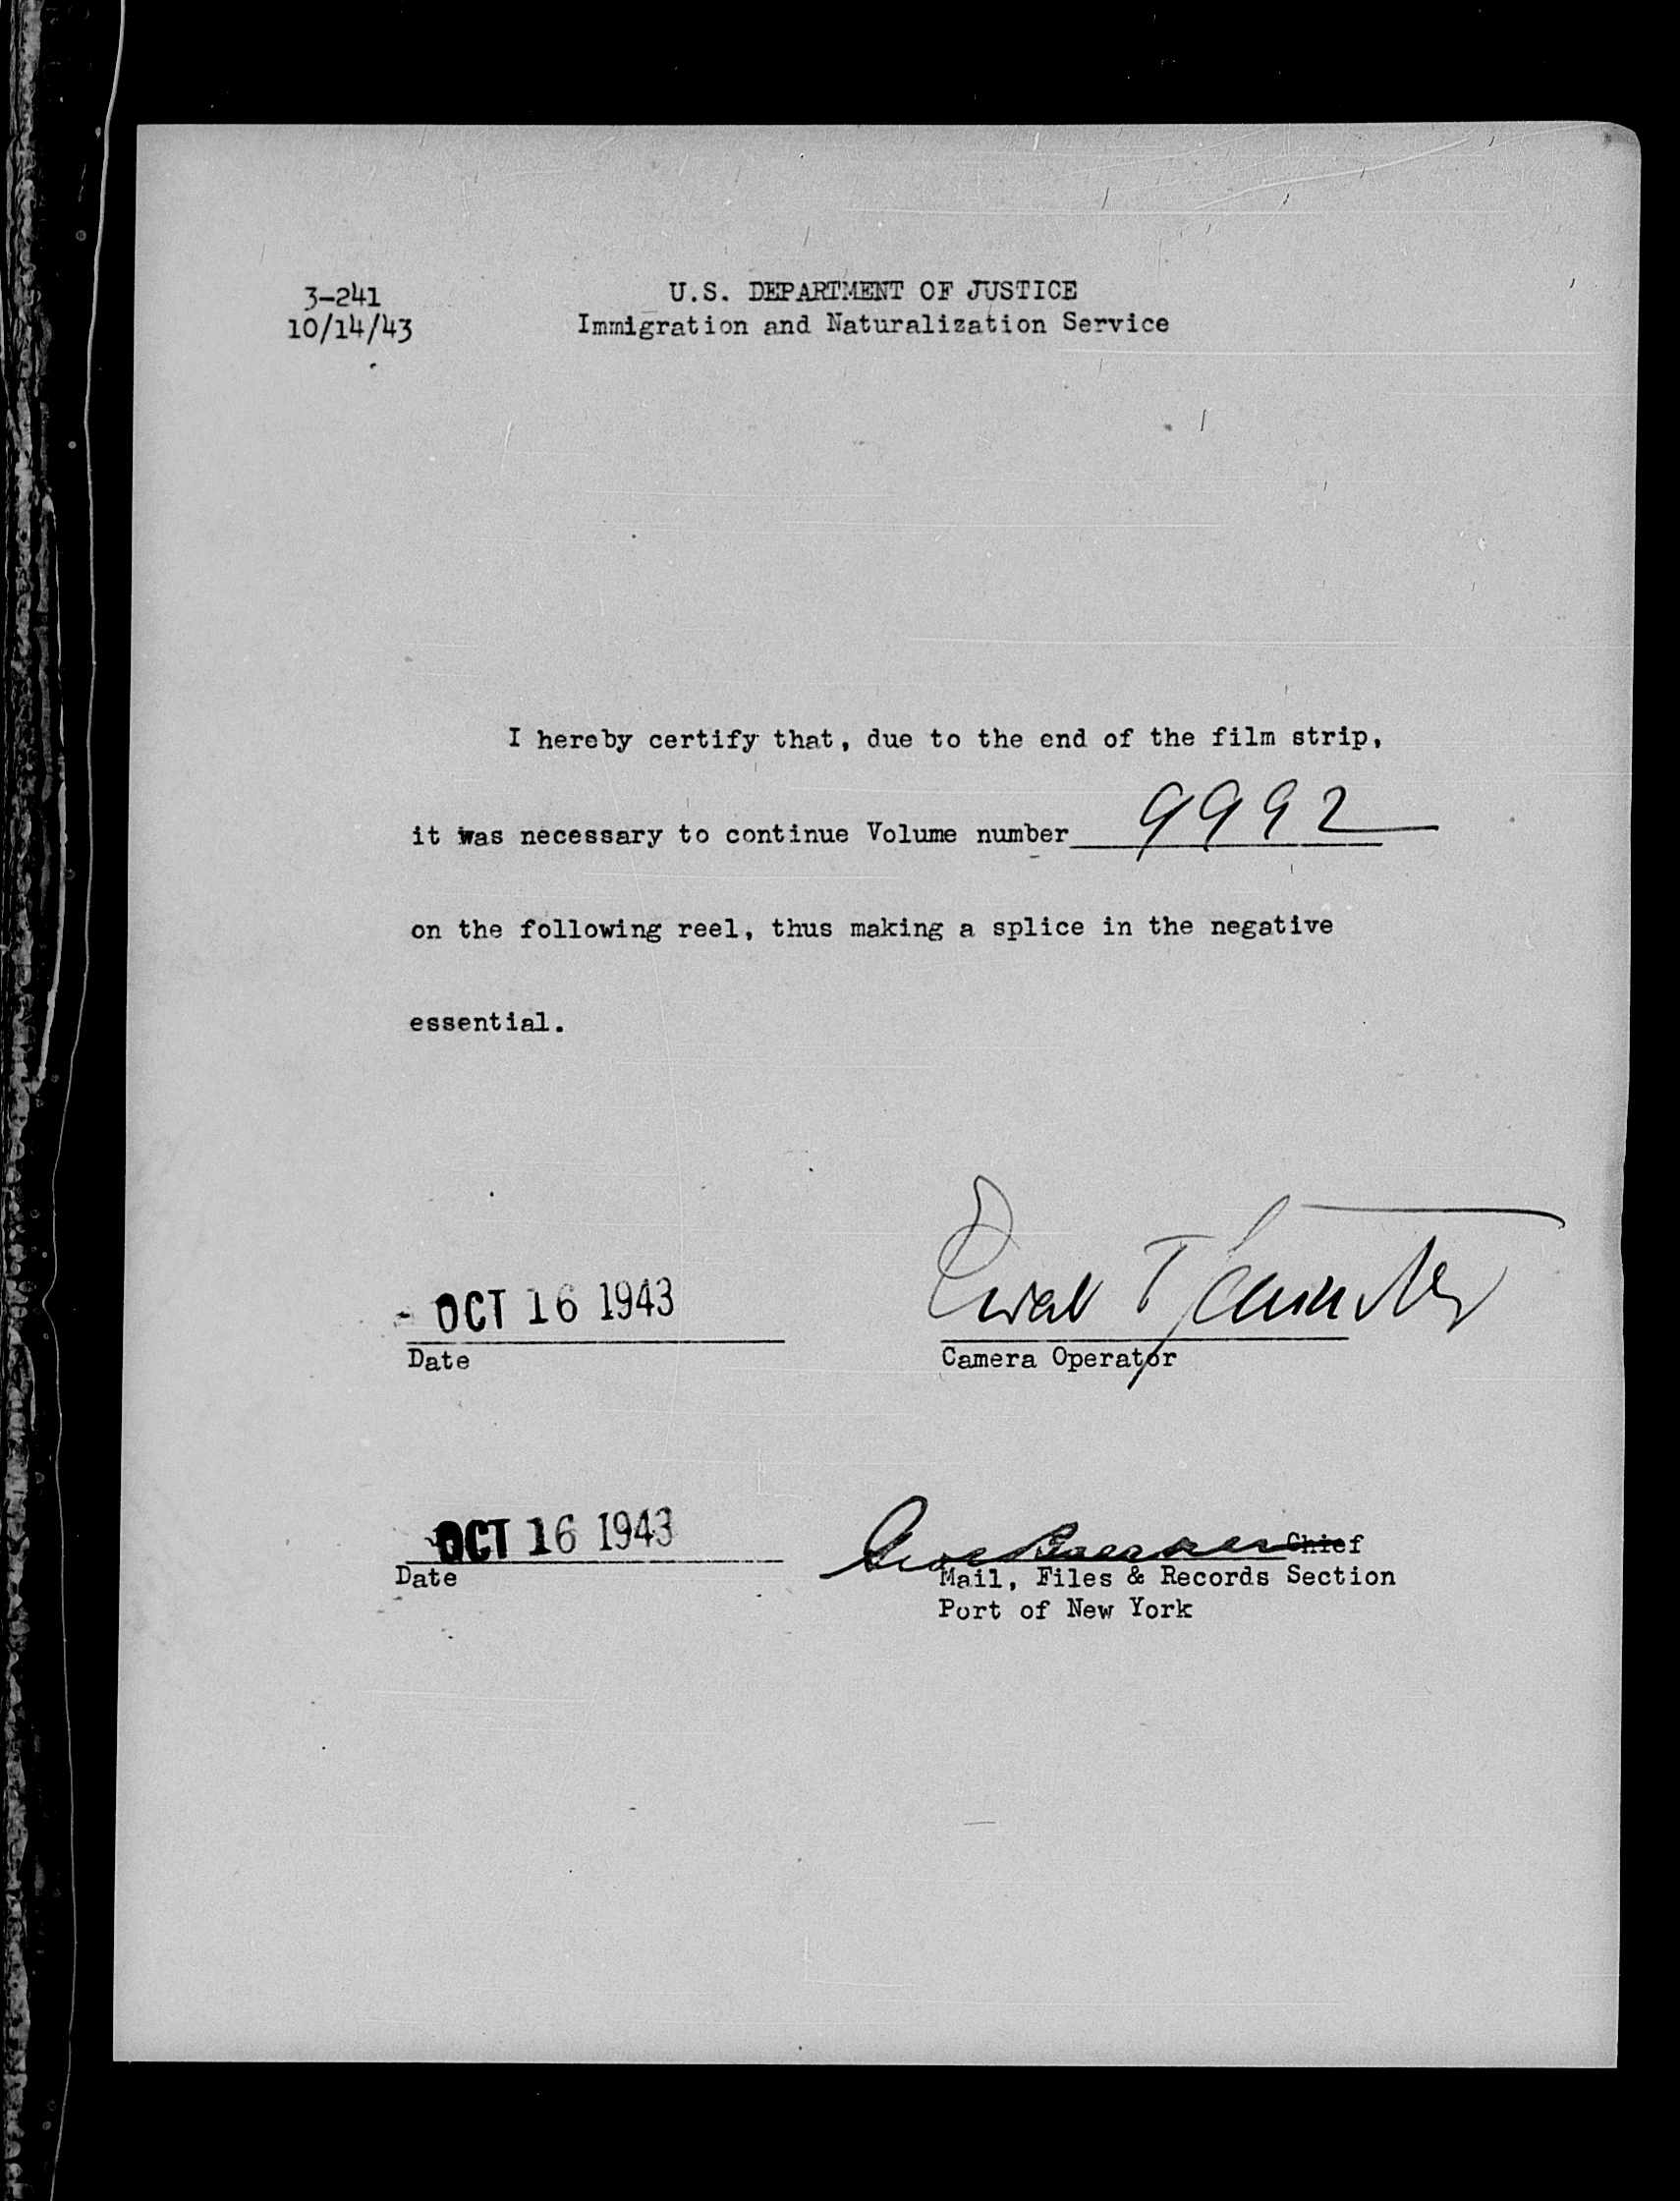 3-241
10/14/43
U.S. DEPARTMENT OF JUSTICE
Immigration and Naturalization Service
I hereby certify that, due to the end of the film strip,
it was necessary to continue Volume number 9992
on the following reel, thus making a splice in the negative
essential.
OCT 16 1943
Date
Camera Operator
OCT 16 1943
Date
Chief
Mail, Files & Records Section
Port of New York